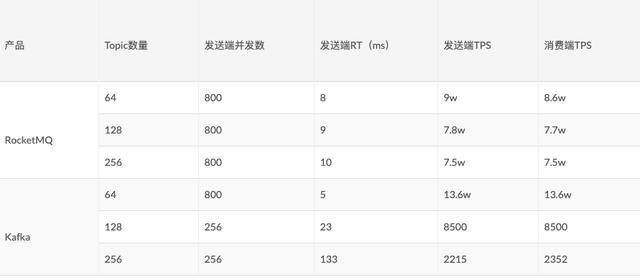 产品 Topic数量 发送端并发数 发送端RT（ms） 发送端TPS 消费端TPS
64 800 8 9w 8.6w
128 800 9 7.8w 7.7w
RocketMQ
256 800 10 7.5w 7.5w
64 800 5 13.6w 13.6w
128 256 23 8500 8500
Kafka
256 256 133 2215 2352